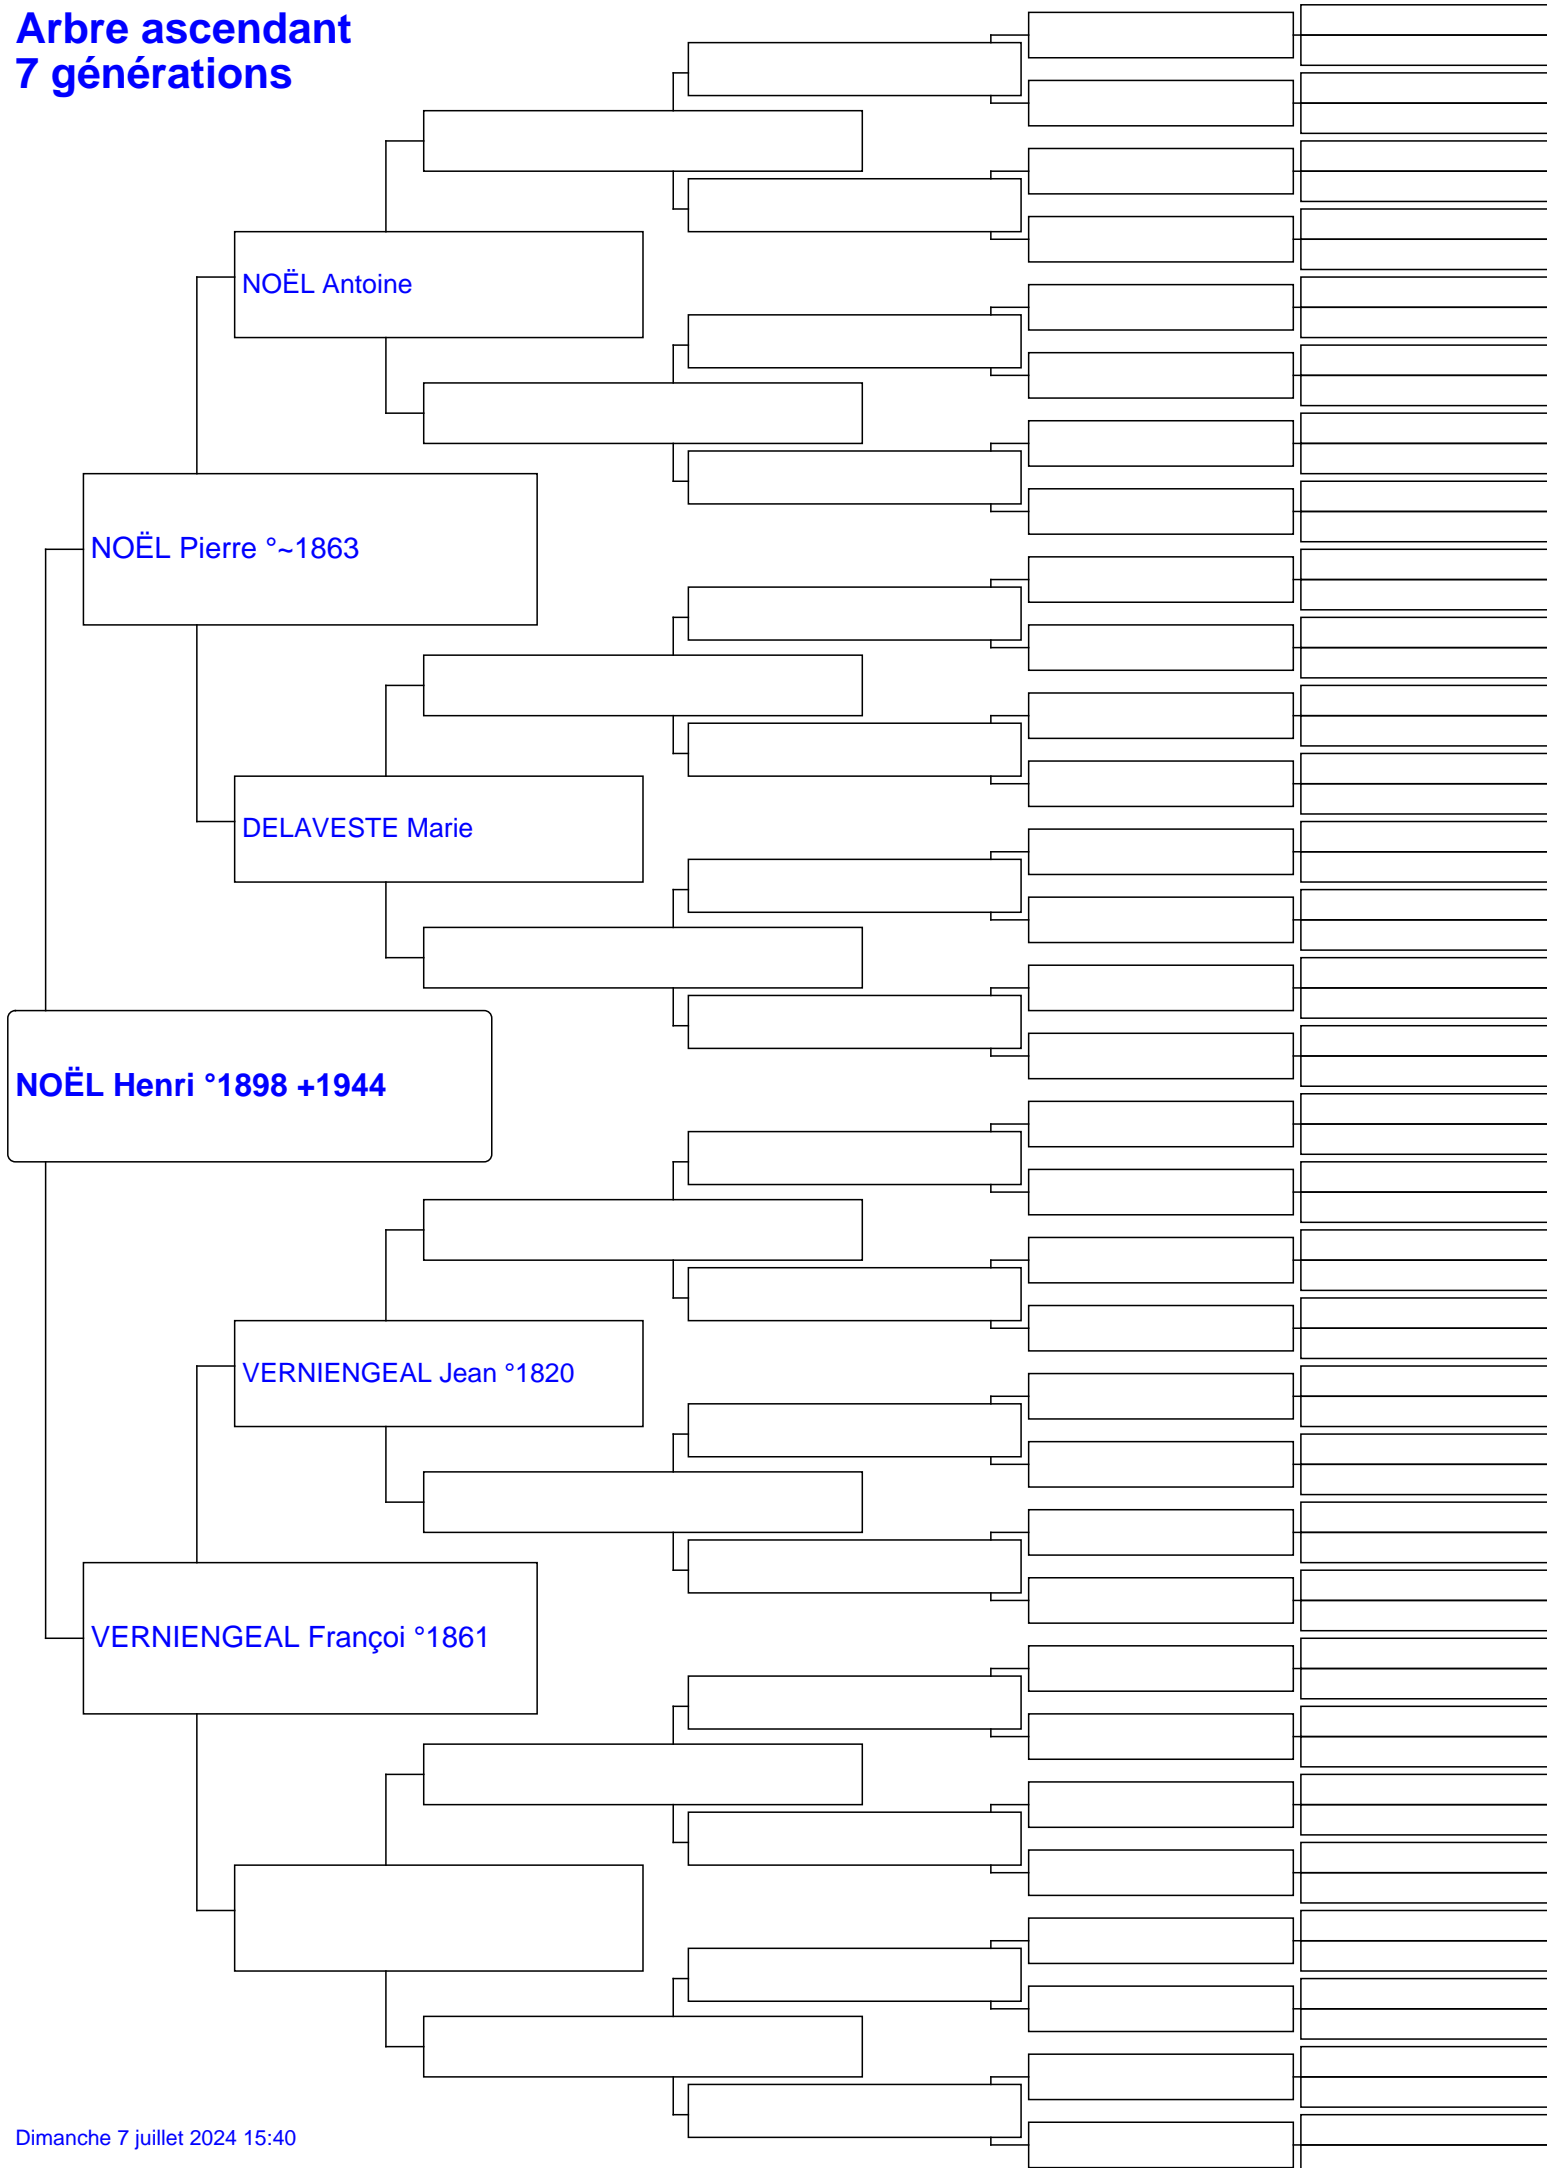 Arbre ascendant
7 générations
NOËL Antoine
NOËL Pierre °~1863
DELAVESTE Marie
NOËL Henri °1898 +1944
VERNIENGEAL Jean °1820
VERNIENGEAL Françoi °1861
Dimanche 7 juillet 2024 15:40